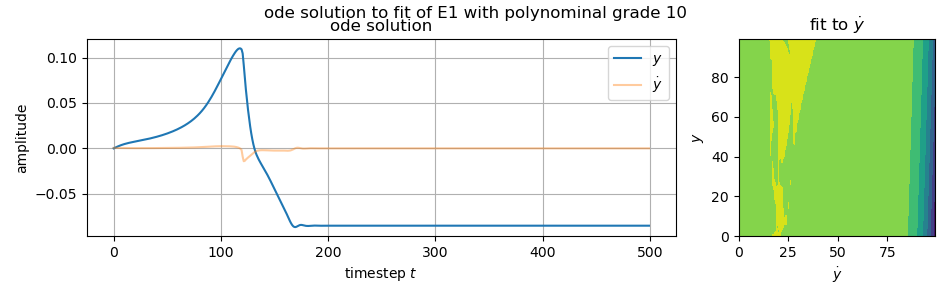 ode solution to fit of E1 with polynominal grade 10
ode solution
fit to ẏ
amplitude
0.10
0.05
0.00
−0.05
y
ẏ
0
100
200
300
400
500
timestep t
y
80
60
40
20
0
0
25
50
75
ẏ